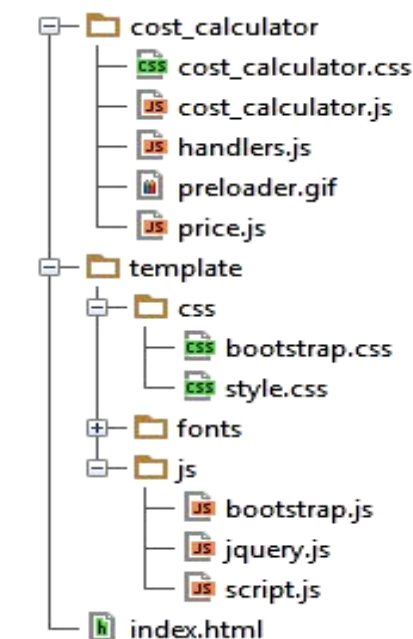 cost_calculator
css cost_calculator.css
JS cost_calculator.js
JS handlers.js
preloader.gif
JS price.js
template
css
css bootstrap.css
css style.css
fonts
js
JS bootstrap.js
JS jquery.js
JS script.js
h index.html